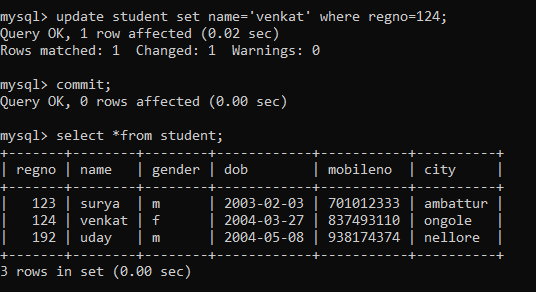 mysql> update student set name='venkat' where regno=124;
Query OK, 1 row affected (0.02 sec)
Rows matched: 1  Changed: 1  Warnings: 0
mysql> commit;
Query OK, 0 rows affected (0.00 sec)
mysql> select *from student;
+-------+--------+--------+------------+-----------+----------+
| regno | name   | gender | dob        | mobileno  | city     |
+-------+--------+--------+------------+-----------+----------+
|   123 | surya  | m      | 2003-02-03 | 701012333 | ambattur |
|   124 | venkat | f      | 2004-03-27 | 837493110 | ongole   |
|   192 | uday   | m      | 2004-05-08 | 938174374 | nellore  |
+-------+--------+--------+------------+-----------+----------+
3 rows in set (0.00 sec)